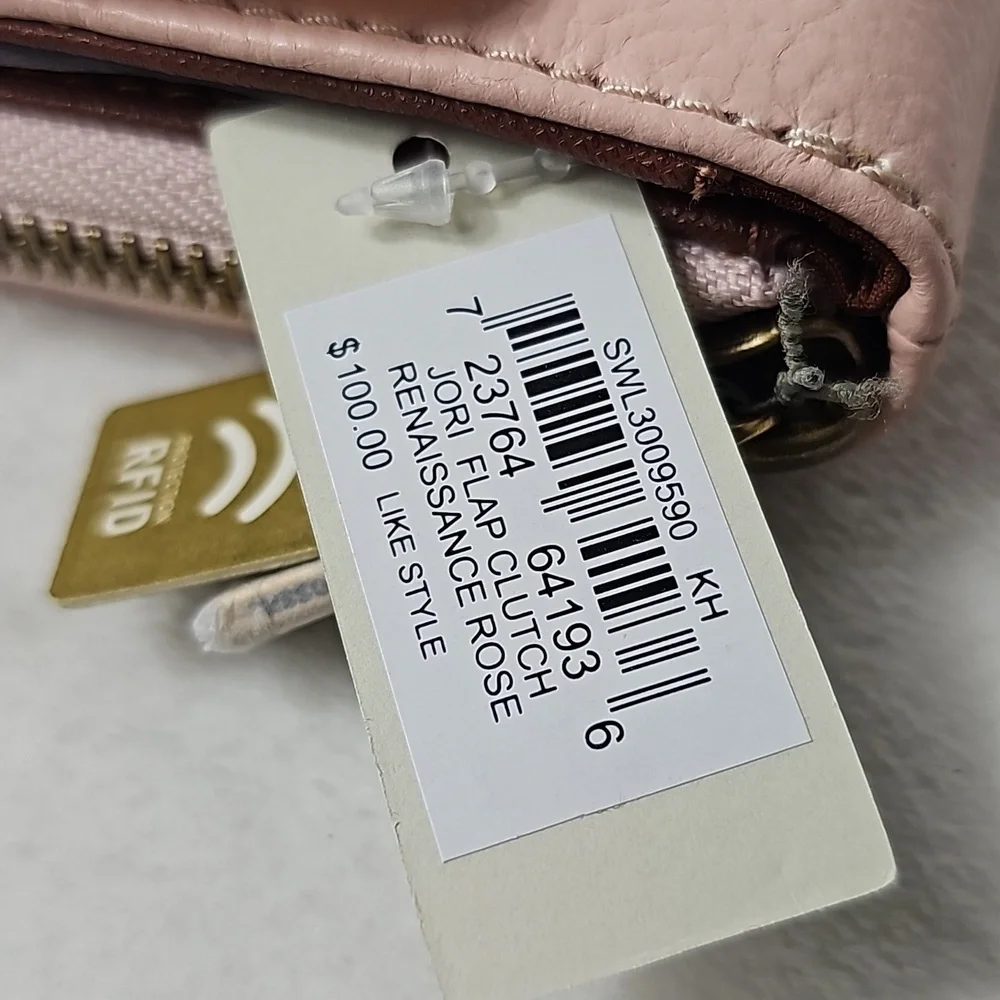 SWL3009590 KH
7 23764 64193 6
JORI FLAP CLUTCH
RENAISSANCE ROSE
LIKE STYLE
$100.00
RFID